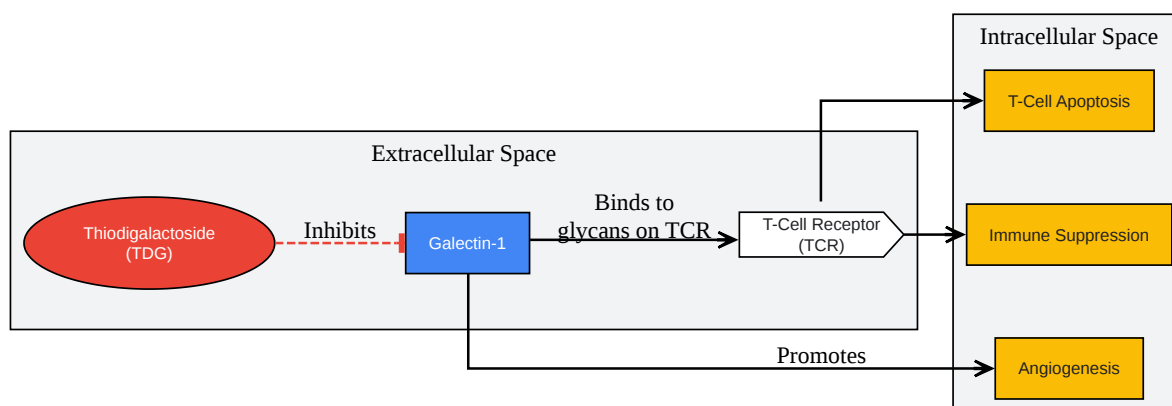 Intracellular Space
T-Cell Apoptosis
Extracellular Space
Thiodigalactoside
(TDG)
Inhibits
Galectin-1
Binds to
glycans on TCR
T-Cell Receptor
(TCR)
Immune Suppression
Promotes
Angiogenesis